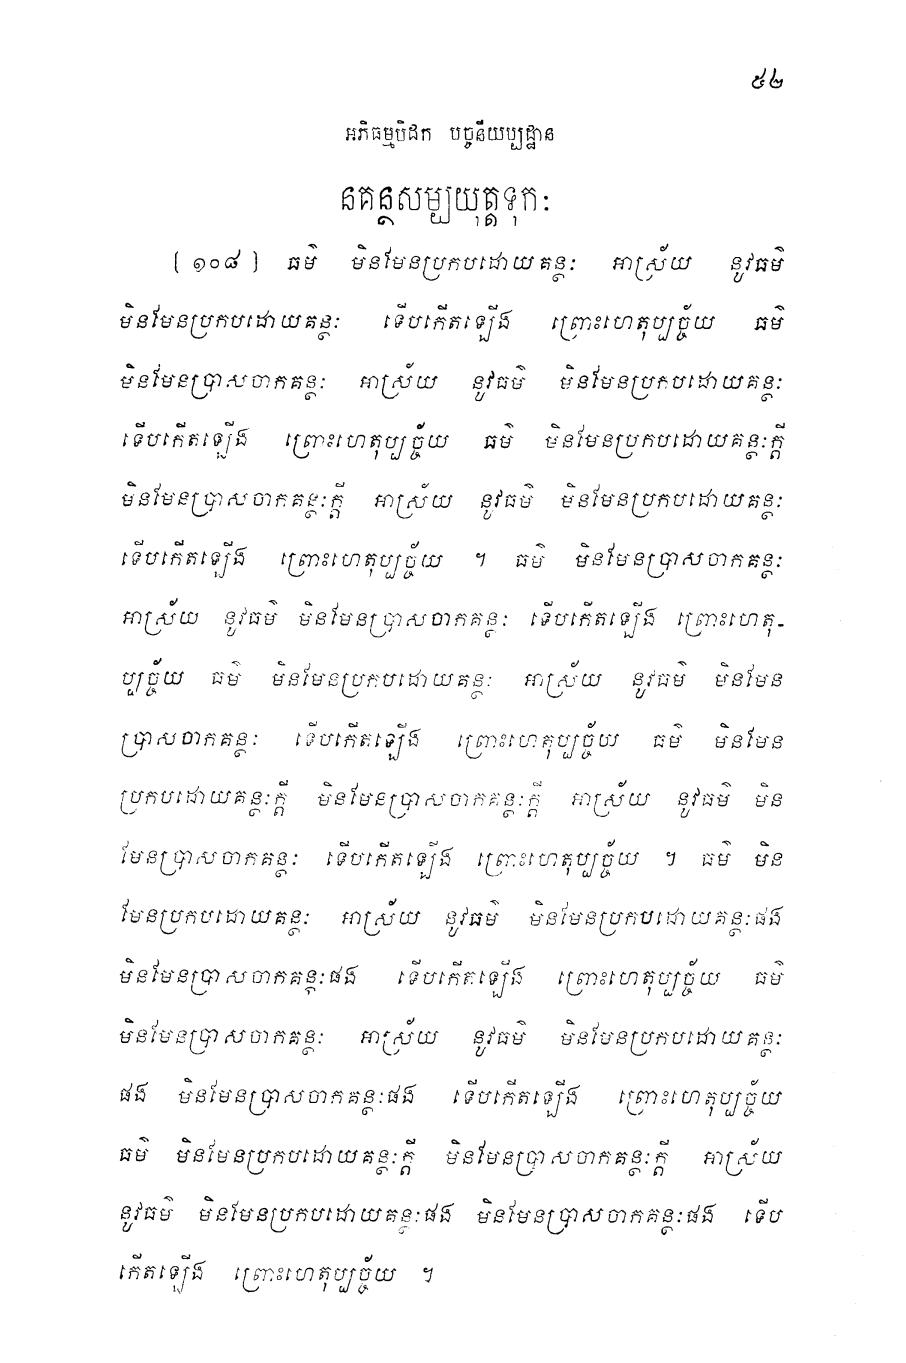 ៥២
អភិធម្មបិដក បច្ចនីយប្បដ្ឋាន
នគន្ថសម្បយុត្តទុកៈ
[ ១០៨ ] ធម៌ មិនមែនប្រកបដោយគន្ថៈ អាស្រ័យ នូវធម៌
មិនមែនប្រកបដោយគន្ថៈ ទើបកើតឡើង ព្រោះហេតុប្បច្ច័យ ធម៌
មិនមែនប្រាសចាកគន្ថៈ អាស្រ័យ នូវធម៌ មិនមែនប្រកបដោយគន្ថៈ
ទើបកើតឡើង ព្រោះហេតុប្បច្ច័យ ធម៌ មិនមែនប្រកបដោយគន្ថៈក្តី
មិនមែនប្រាសចាកគន្ថៈក្តី អាស្រ័យ នូវធម៌ មិនមែនប្រកបដោយគន្ថៈ
ទើបកើតឡើង ព្រោះហេតុប្បច្ច័យ ។ ធម៌ មិនមែនប្រាសចាកគន្ថៈ
អាស្រ័យ នូវធម៌ មិនមែនប្រាសចាកគន្ថៈ ទើបកើតឡើង ព្រោះហេតុ-
ប្បច្ច័យ ធម៌ មិនមែនប្រកបដោយគន្ថៈ អាស្រ័យ នូវធម៌ មិនមែន
ប្រាសចាកគន្ថៈ ទើបកើតឡើង ព្រោះហេតុប្បច្ច័យ ធម៌ មិនមែន
ប្រកបដោយគន្ថៈក្តី មិនមែនប្រាសចាកគន្ថៈក្តី អាស្រ័យ នូវធម៌ មិន
មែនប្រាសចាកគន្ថៈ ទើបកើតឡើង ព្រោះហេតុប្បច្ច័យ ។ ធម៌ មិន
មែនប្រកបដោយគន្ថៈ អាស្រ័យ នូវធម៌ មិនមែនប្រកបដោយគន្ថៈផង
មិនមែនប្រាសចាកគន្ថៈផង ទើបកើតឡើង ព្រោះហេតុប្បច្ច័យ ធម៌
មិនមែនប្រាសចាកគន្ថៈ អាស្រ័យ នូវធម៌ មិនមែនប្រកបដោយគន្ថៈ
ផង មិនមែនប្រាសចាកគន្ថៈផង ទើបកើតឡើង ព្រោះហេតុប្បច្ច័យ
ធម៌ មិនមែនប្រកបដោយគន្ថៈក្តី មិនមែនប្រាសចាកគន្ថៈក្តី អាស្រ័យ
នូវធម៌ មិនមែនប្រកបដោយគន្ថៈផង មិនមែនប្រាសចាកគន្ថៈផង ទើប
កើតឡើង ព្រោះហេតុប្បច្ច័យ ។